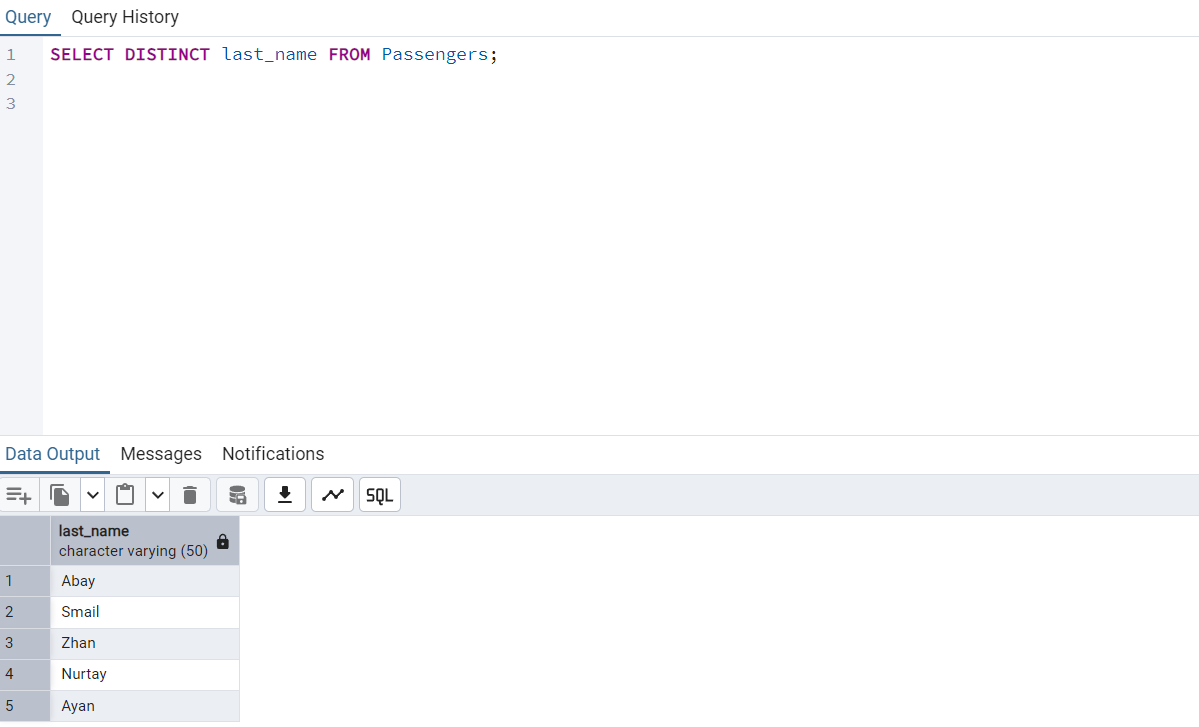 Query Query History
1 SELECT DISTINCT last_name FROM Passengers;
2
3
Data Output Messages Notifications
SQL
last_name
character varying (50)
1 Abay
2 Smail
3 Zhan
4 Nurtay
5 Ayan